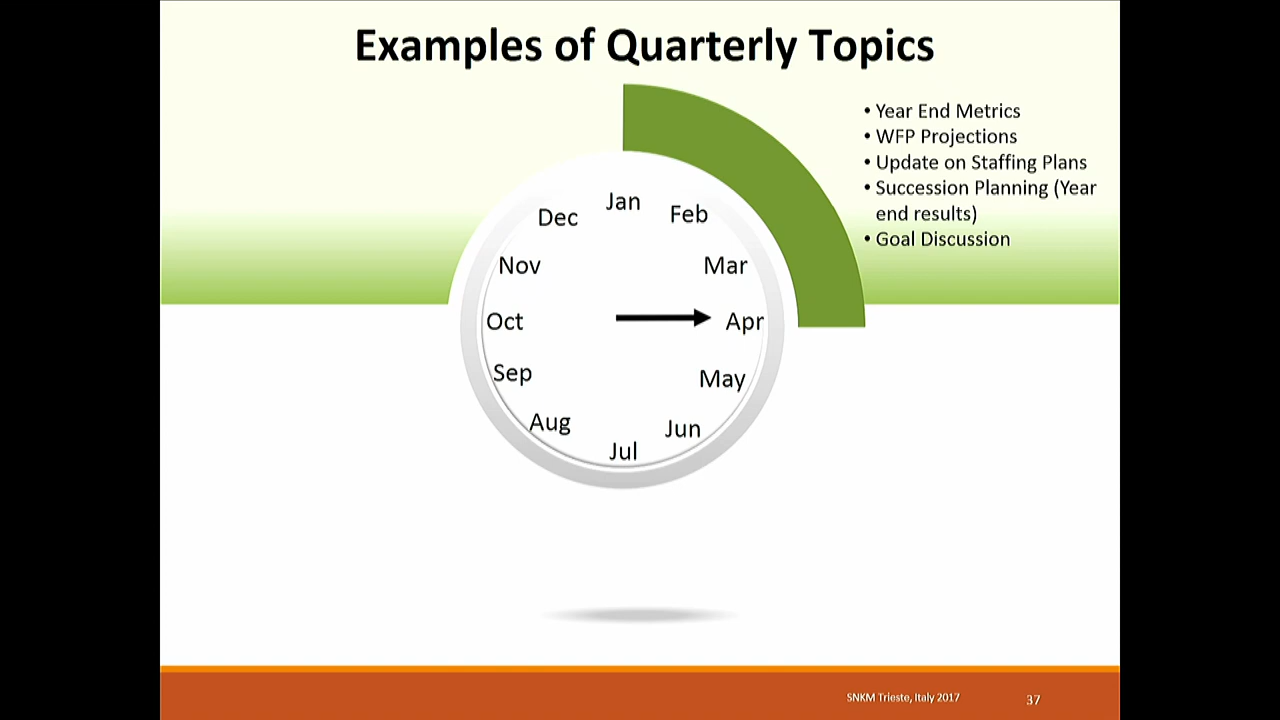 Examples of Quarterly Topics
• Year End Metrics
• WFP Projections
• Update on Staffing Plans
• Succession Planning (Year
end results)
• Goal Discussion
Jan
Feb
Mar
Apr
May
Jun
Jul
Aug
Sep
Oct
Nov
Dec
SNKM Trieste, Italy 2017
37